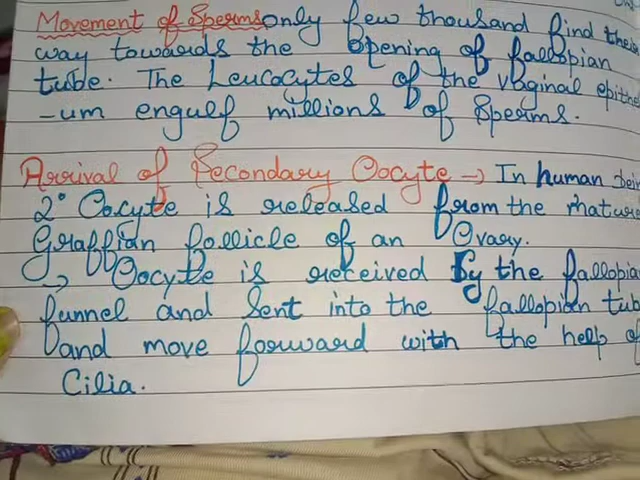 Movement of Sperms only few thousand find their
way towards the opening of fallopian
tube. The Leucocytes of the vaginal epithe
-um engulf millions of Sperms.
Arrival of Secondary Oocyte → In human bein
2° Oocyte is released from the mature
Graffian follicle of an Ovary.
→ Oocyte is received By the fallopia
funnel and Sent into the fallopian tub
and move forward with the help of
Cilia.